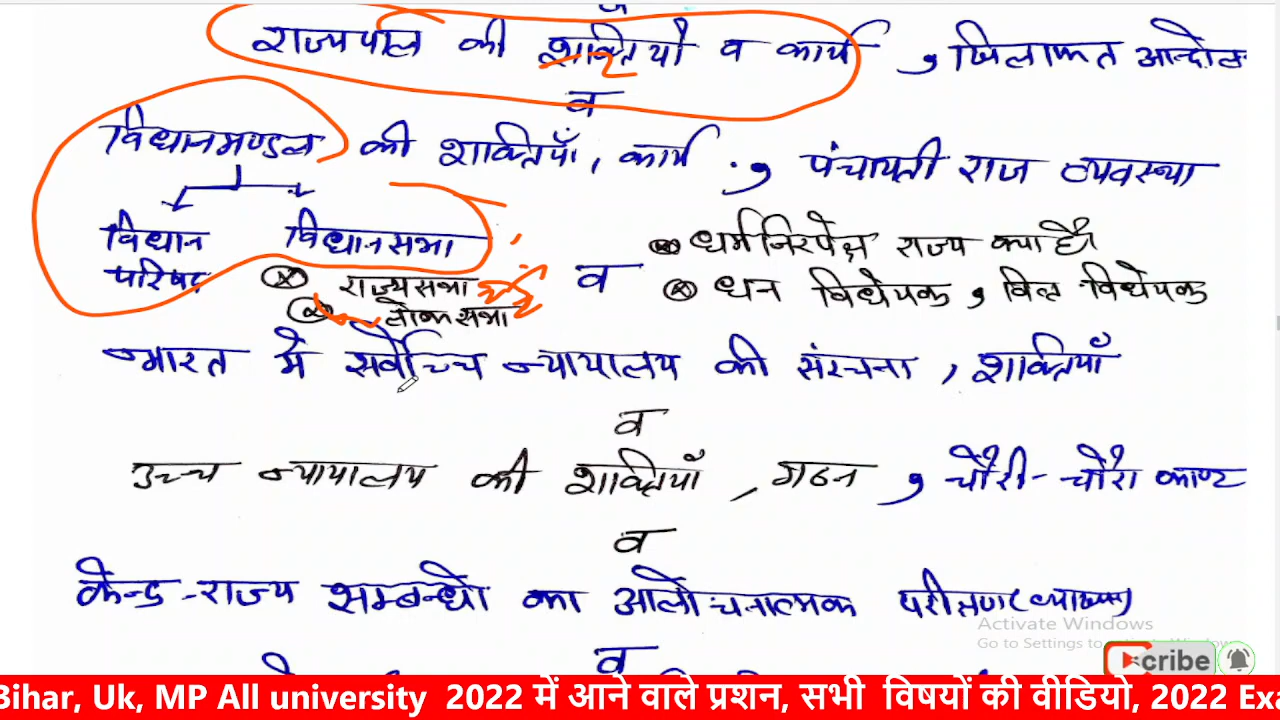 राज्यपाल की शक्तियाँ व कार्य , खिलाफत आन्दोलन
व
विधानमण्डल की शक्तियाँ, कार्य , पंचायती राज व्यवस्था
विधान परिषद विधानसभा
राज्यसभा
लोकसभा
व
धर्मनिरपेक्ष राज्य क्या है।
धन विधेयक , वित्त विधेयक
भारत में सर्वोच्च न्यायालय की संरचना , शक्तियाँ
व
उच्च न्यायालय की शक्तियाँ , गठन , चौरी-चौरा काण्ड
व
केन्द्र-राज्य सम्बन्धों का आलोचनात्मक
व
Activate Windows
Go to Settings to
cribe
Bihar, Uk, MP All university 2022 में आने वाले प्रशन, सभी विषयों की वीडियो, 2022 Exa